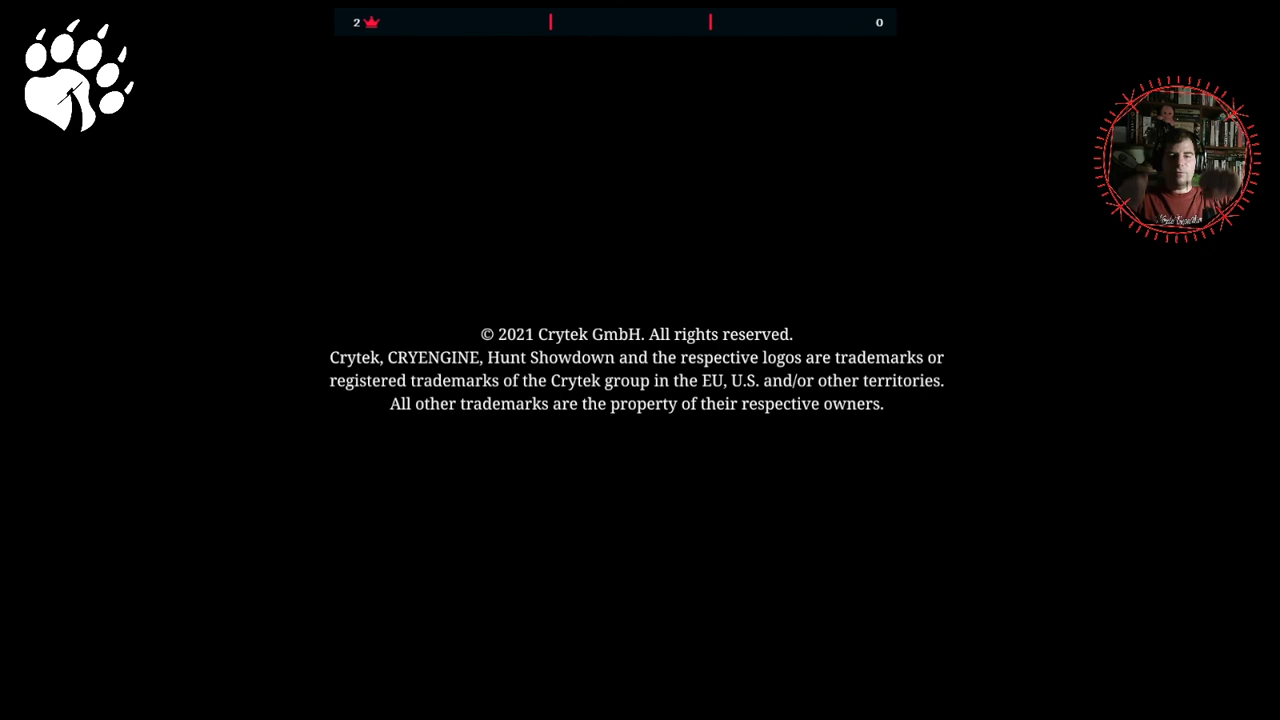 2
0
© 2021 Crytek GmbH. All rights reserved.
Crytek, CRYENGINE, Hunt Showdown and the respective logos are trademarks or
registered trademarks of the Crytek group in the EU, U.S. and/or other territories.
All other trademarks are the property of their respective owners.